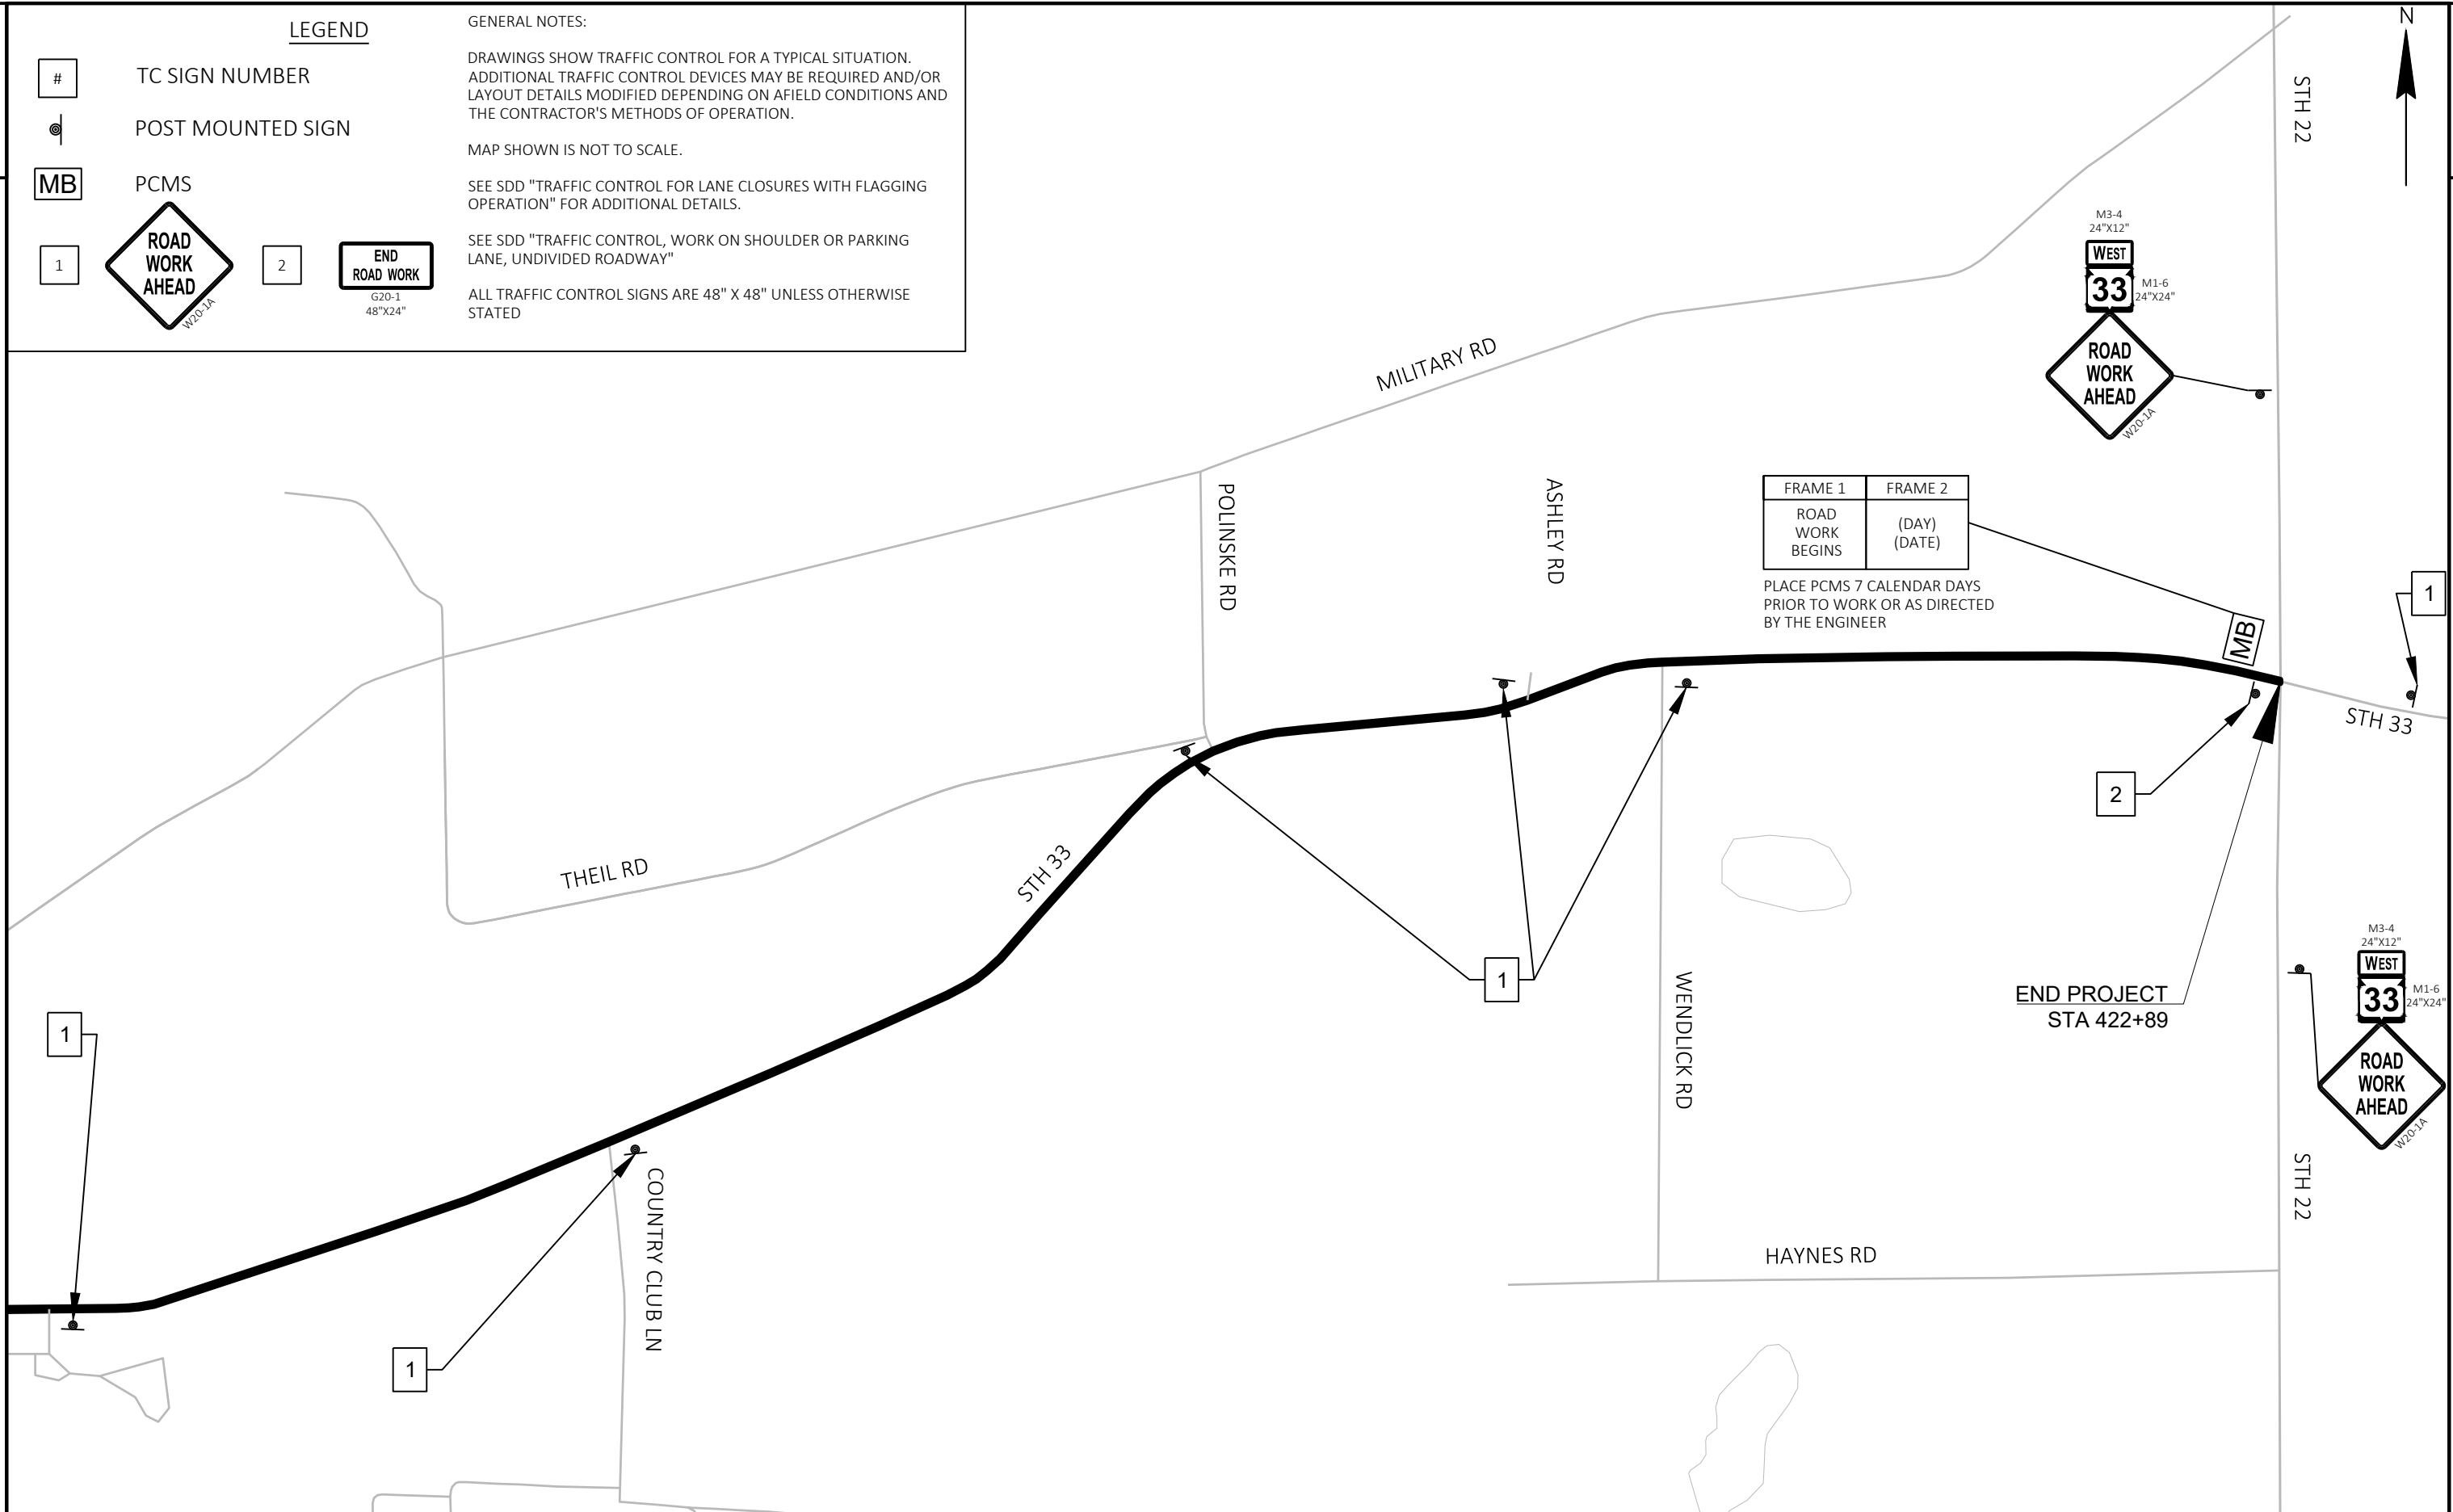 LEGEND
#
TC SIGN NUMBER
POST MOUNTED SIGN
MB
PCMS
1
ROAD
WORK
AHEAD
W20-1A
2
END
ROAD WORK
G20-1
48"X24"
GENERAL NOTES:
DRAWINGS SHOW TRAFFIC CONTROL FOR A TYPICAL SITUATION.
ADDITIONAL TRAFFIC CONTROL DEVICES MAY BE REQUIRED AND/OR
LAYOUT DETAILS MODIFIED DEPENDING ON AFIELD CONDITIONS AND
THE CONTRACTOR'S METHODS OF OPERATION.
MAP SHOWN IS NOT TO SCALE.
SEE SDD "TRAFFIC CONTROL FOR LANE CLOSURES WITH FLAGGING
OPERATION" FOR ADDITIONAL DETAILS.
SEE SDD "TRAFFIC CONTROL, WORK ON SHOULDER OR PARKING
LANE, UNDIVIDED ROADWAY"
ALL TRAFFIC CONTROL SIGNS ARE 48" X 48" UNLESS OTHERWISE
STATED
N
STH 22
M3-4
24"X12"
WEST
33
M1-6
24"X24"
ROAD
WORK
AHEAD
W20-1A
MILITARY RD
POLINSKE RD
ASHLEY RD
FRAME 1
FRAME 2
ROAD
WORK
BEGINS
(DAY)
(DATE)
PLACE PCMS 7 CALENDAR DAYS
PRIOR TO WORK OR AS DIRECTED
BY THE ENGINEER
MB
1
STH 33
2
THEIL RD
STH 33
1
WENDLICK RD
END PROJECT
STA 422+89
M3-4
24"X12"
WEST
33
M1-6
24"X24"
ROAD
WORK
AHEAD
W20-1A
1
COUNTRY CLUB LN
1
HAYNES RD
STH 22